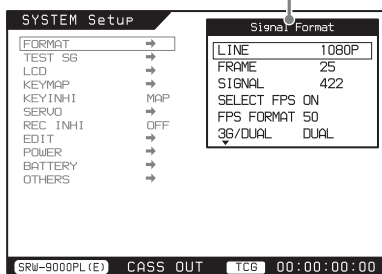 SYSTEM Setup
FORMAT ➔
TEST SG ➔
LCD ➔
KEYMAP ➔
KEYINHI MAP
SERVO ➔
REC INHI OFF
EDIT ➔
POWER ➔
BATTERY ➔
OTHERS ➔
Signal Format
LINE 1080P
FRAME 25
SIGNAL 422
SELECT FPS ON
FPS FORMAT 50
3G/DUAL DUAL
SRW-9000PL(E) CASS OUT TCG 00:00:00:00